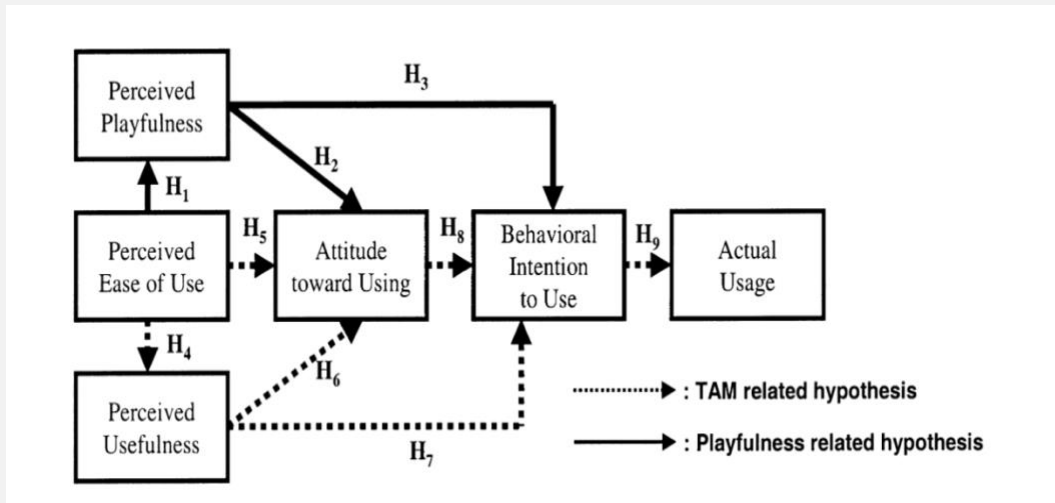 Perceived
Playfulness
H₃
H₂
H₁
Perceived
Ease of Use
H₅
Attitude
toward Using
H₈
Behavioral
Intention
to Use
H₉
Actual
Usage
H₄
Perceived
Usefulness
H₆
H₇
: TAM related hypothesis
: Playfulness related hypothesis